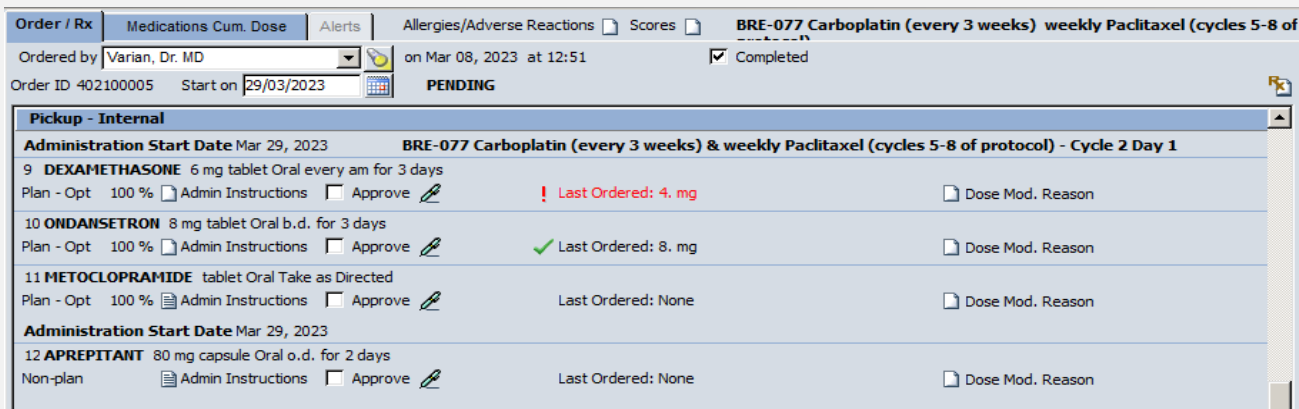 Order / Rx Medications Cum. Dose Alerts Allergies/Adverse Reactions Scores BRE-077 Carboplatin (every 3 weeks) weekly Paclitaxel (cycles 5-8 of
protocol)
Ordered by Varian, Dr. MD on Mar 08, 2023 at 12:51 Completed
Order ID 402100005 Start on 29/03/2023 PENDING
Pickup - Internal
Administration Start Date Mar 29, 2023 BRE-077 Carboplatin (every 3 weeks) & weekly Paclitaxel (cycles 5-8 of protocol) - Cycle 2 Day 1
9 DEXAMETHASONE 6 mg tablet Oral every am for 3 days
Plan - Opt 100 % Admin Instructions Approve ! Last Ordered: 4. mg Dose Mod. Reason
10 ONDANSETRON 8 mg tablet Oral b.d. for 3 days
Plan - Opt 100 % Admin Instructions Approve Last Ordered: 8. mg Dose Mod. Reason
11 METOCLOPRAMIDE tablet Oral Take as Directed
Plan - Opt 100 % Admin Instructions Approve Last Ordered: None Dose Mod. Reason
Administration Start Date Mar 29, 2023
12 APREPITANT 80 mg capsule Oral o.d. for 2 days
Non-plan Admin Instructions Approve Last Ordered: None Dose Mod. Reason